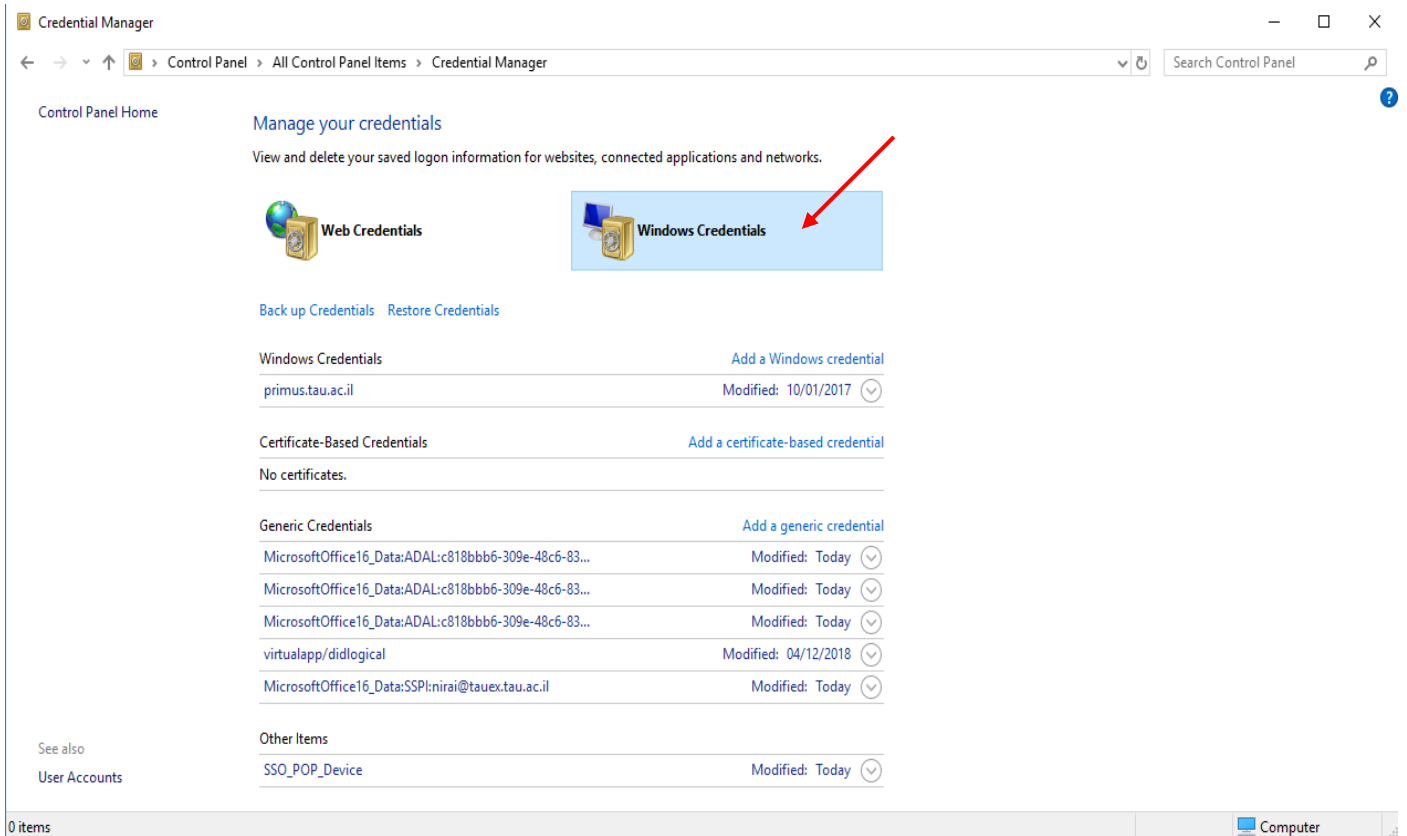 Credential Manager
Control Panel > All Control Panel Items > Credential Manager
Search Control Panel
Control Panel Home
Manage your credentials
View and delete your saved logon information for websites, connected applications and networks.
Web Credentials
Windows Credentials
Back up Credentials Restore Credentials
Windows Credentials Add a Windows credential
primus.tau.ac.il Modified: 10/01/2017
Certificate-Based Credentials Add a certificate-based credential
No certificates.
Generic Credentials Add a generic credential
MicrosoftOffice16_Data:ADAL:c818bbb6-309e-48c6-83... Modified: Today
MicrosoftOffice16_Data:ADAL:c818bbb6-309e-48c6-83... Modified: Today
MicrosoftOffice16_Data:ADAL:c818bbb6-309e-48c6-83... Modified: Today
virtualapp/didlogical Modified: 04/12/2018
MicrosoftOffice16_Data:SSPI:nirai@tauex.tau.ac.il Modified: Today
Other Items
SSO_POP_Device Modified: Today
See also
User Accounts
0 items
Computer